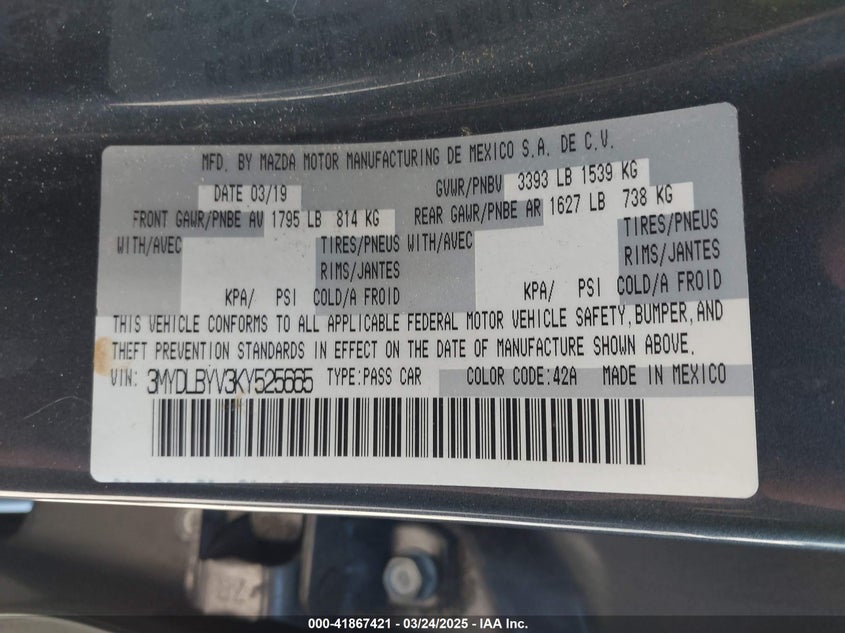 MFD. BY MAZDA MOTOR MANUFACTURING DE MEXICO S.A. DE C.V.
DATE 03/19 GVWR/PNBV 3393 LB 1539 KG
FRONT GAWR/PNBE AV 1795 LB 814 KG REAR GAWR/PNBE AR 1627 LB 738 KG
WITH/AVEC TIRES/PNEUS WITH/AVEC TIRES/PNEUS
RIMS/JANTES RIMS/JANTES
KPA/ PSI COLD/A FROID KPA/ PSI COLD/A FROID
THIS VEHICLE CONFORMS TO ALL APPLICABLE FEDERAL MOTOR VEHICLE SAFETY, BUMPER, AND
THEFT PREVENTION STANDARDS IN EFFECT ON THE DATE OF MANUFACTURE SHOWN ABOVE.
VIN: 3MYDLBYV3KY525665 TYPE:PASS CAR COLOR CODE:42A MADE IN MEXICO
000-41867421 - 03/24/2025 - IAA Inc.